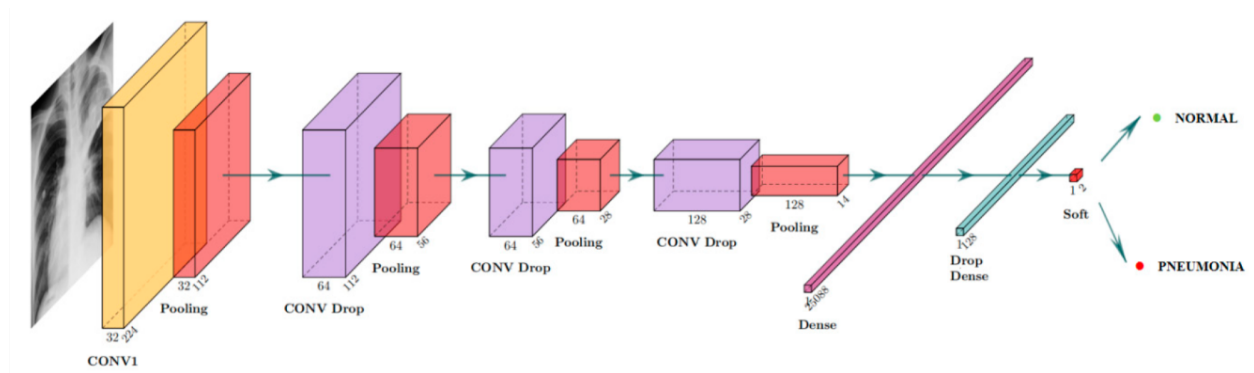 32 224
CONV1
32 112
Pooling
64 112
CONV Drop
64 56
Pooling
64 56
CONV Drop
64 28
Pooling
128 28
CONV Drop
128 14
Pooling
25088
Dense
1 128
Drop
Dense
1 2
Soft
NORMAL
PNEUMONIA